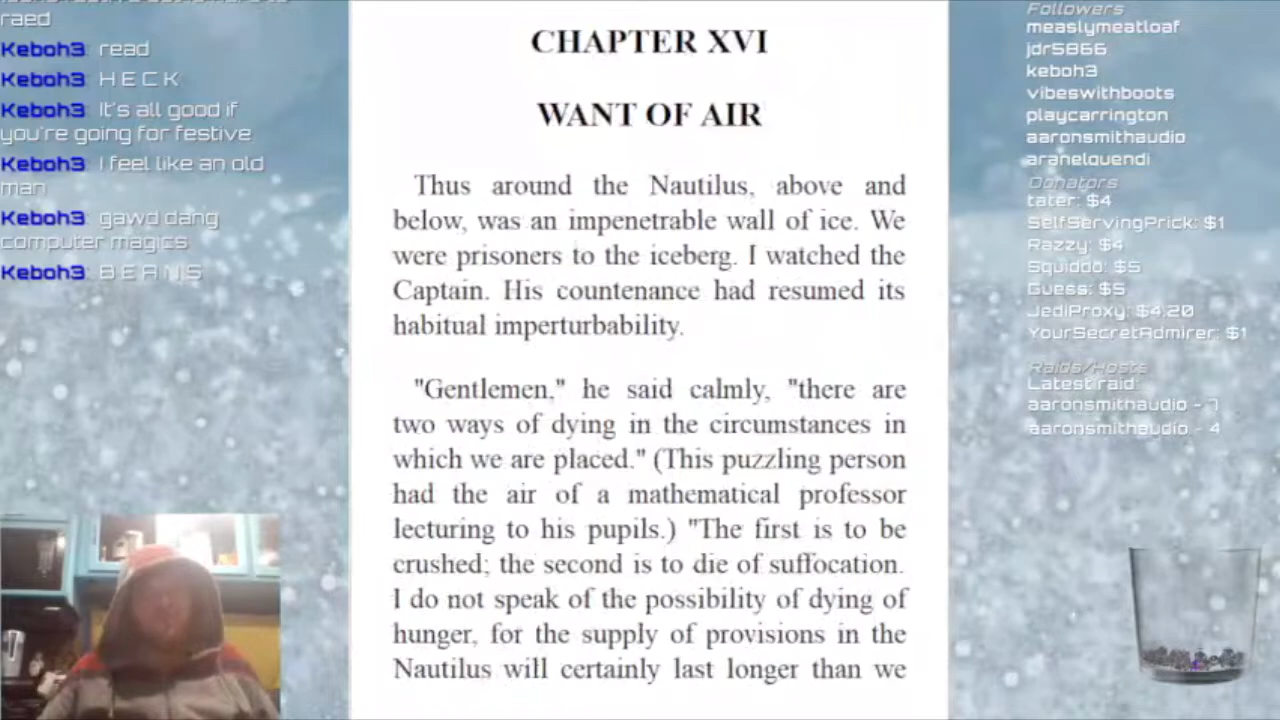 raed
Keboh3: read
Keboh3: H E C K
Keboh3: It's all good if
you're going for festive
Keboh3: I feel like an old
man
Keboh3: gawd dang
computer magics
Keboh3: B E A N S
CHAPTER XVI
WANT OF AIR
Thus around the Nautilus, above and
below, was an impenetrable wall of ice. We
were prisoners to the iceberg. I watched the
Captain. His countenance had resumed its
habitual imperturbability.
"Gentlemen," he said calmly, "there are
two ways of dying in the circumstances in
which we are placed." (This puzzling person
had the air of a mathematical professor
lecturing to his pupils.) "The first is to be
crushed; the second is to die of suffocation.
I do not speak of the possibility of dying of
hunger, for the supply of provisions in the
Nautilus will certainly last longer than we
Followers
measlymeatloaf
jdr5866
keboh3
vibeswithboots
playcarrington
aaronsmithaudio
aranelquendi
Donators
tater: $4
SelfServingPrick: $1
Razzy: $4
Squidoo: $5
Guess: $5
JediProxy: $4.20
YourSecretAdmirer: $1
Raids/Hosts
Latest raid:
aaronsmithaudio - 7
aaronsmithaudio - 4